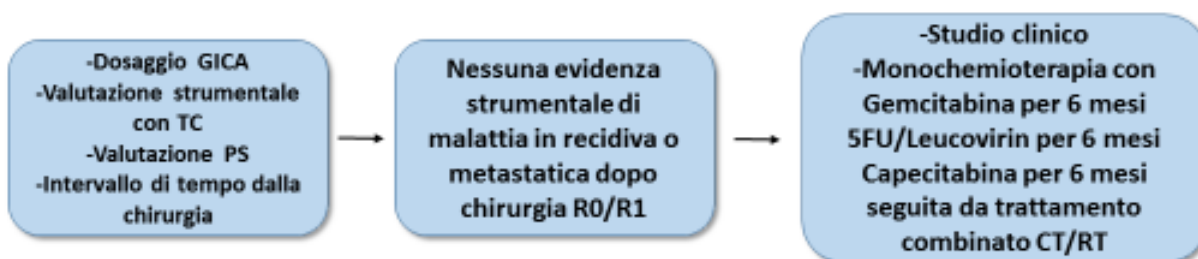 -Dosaggio GICA
-Valutazione strumentale
con TC
-Valutazione PS
-Intervallo di tempo dalla
chirurgia
Nessuna evidenza
strumentale di
malattia in recidiva o
metastatica dopo
chirurgia R0/R1
-Studio clinico
-Monochemioterapia con
Gemcitabina per 6 mesi
5FU/Leucovirin per 6 mesi
Capecitabina per 6 mesi
seguita da trattamento
combinato CT/RT